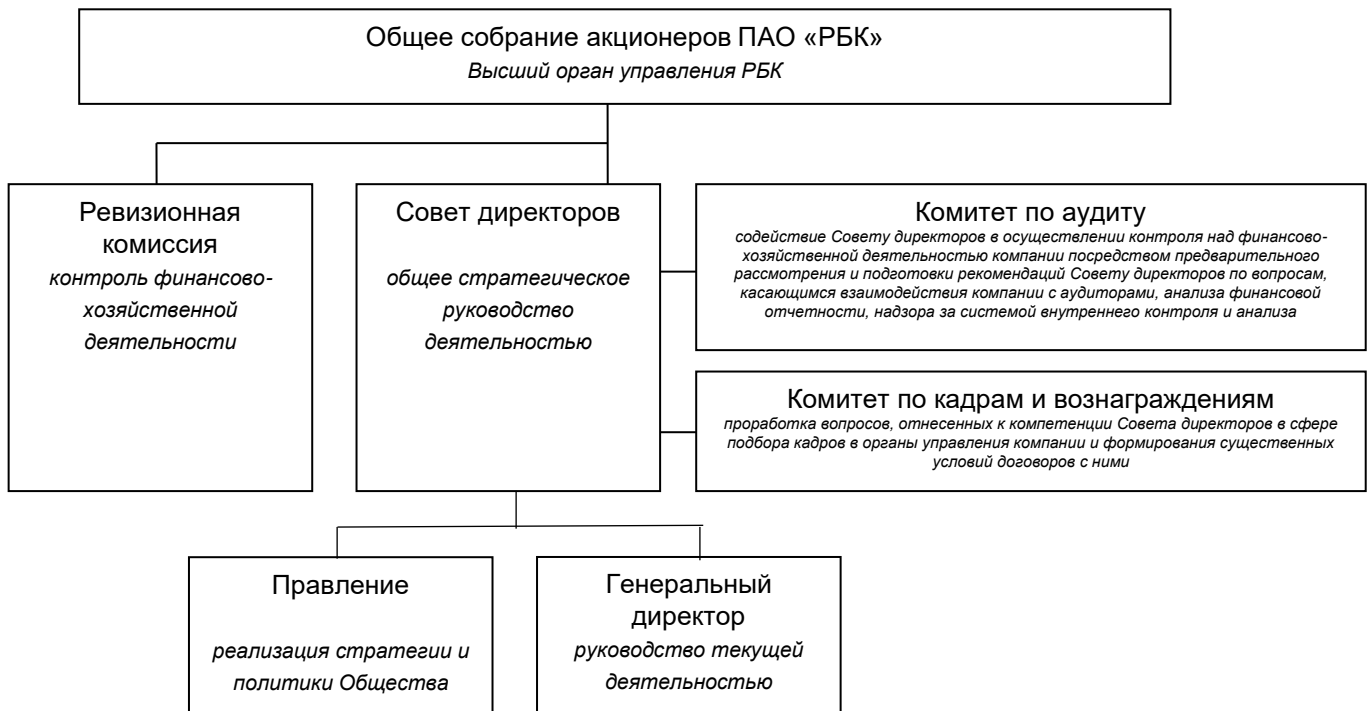 Общее собрание акционеров ПАО «РБК»
Высший орган управления РБК
Ревизионная
комиссия
контроль финансово-
хозяйственной
деятельности
Совет директоров
общее стратегическое
руководство
деятельностью
Комитет по аудиту
содействие Совету директоров в осуществлении контроля над финансово-
хозяйственной деятельностью компании посредством предварительного
рассмотрения и подготовки рекомендаций Совету директоров по вопросам,
касающимся взаимодействия компании с аудиторами, анализа финансовой
отчетности, надзора за системой внутреннего контроля и анализа
Комитет по кадрам и вознаграждениям
проработка вопросов, отнесенных к компетенции Совета директоров в сфере
подбора кадров в органы управления компании и формирования существенных
условий договоров с ними
Правление
реализация стратегии и
политики Общества
Генеральный
директор
руководство текущей
деятельностью